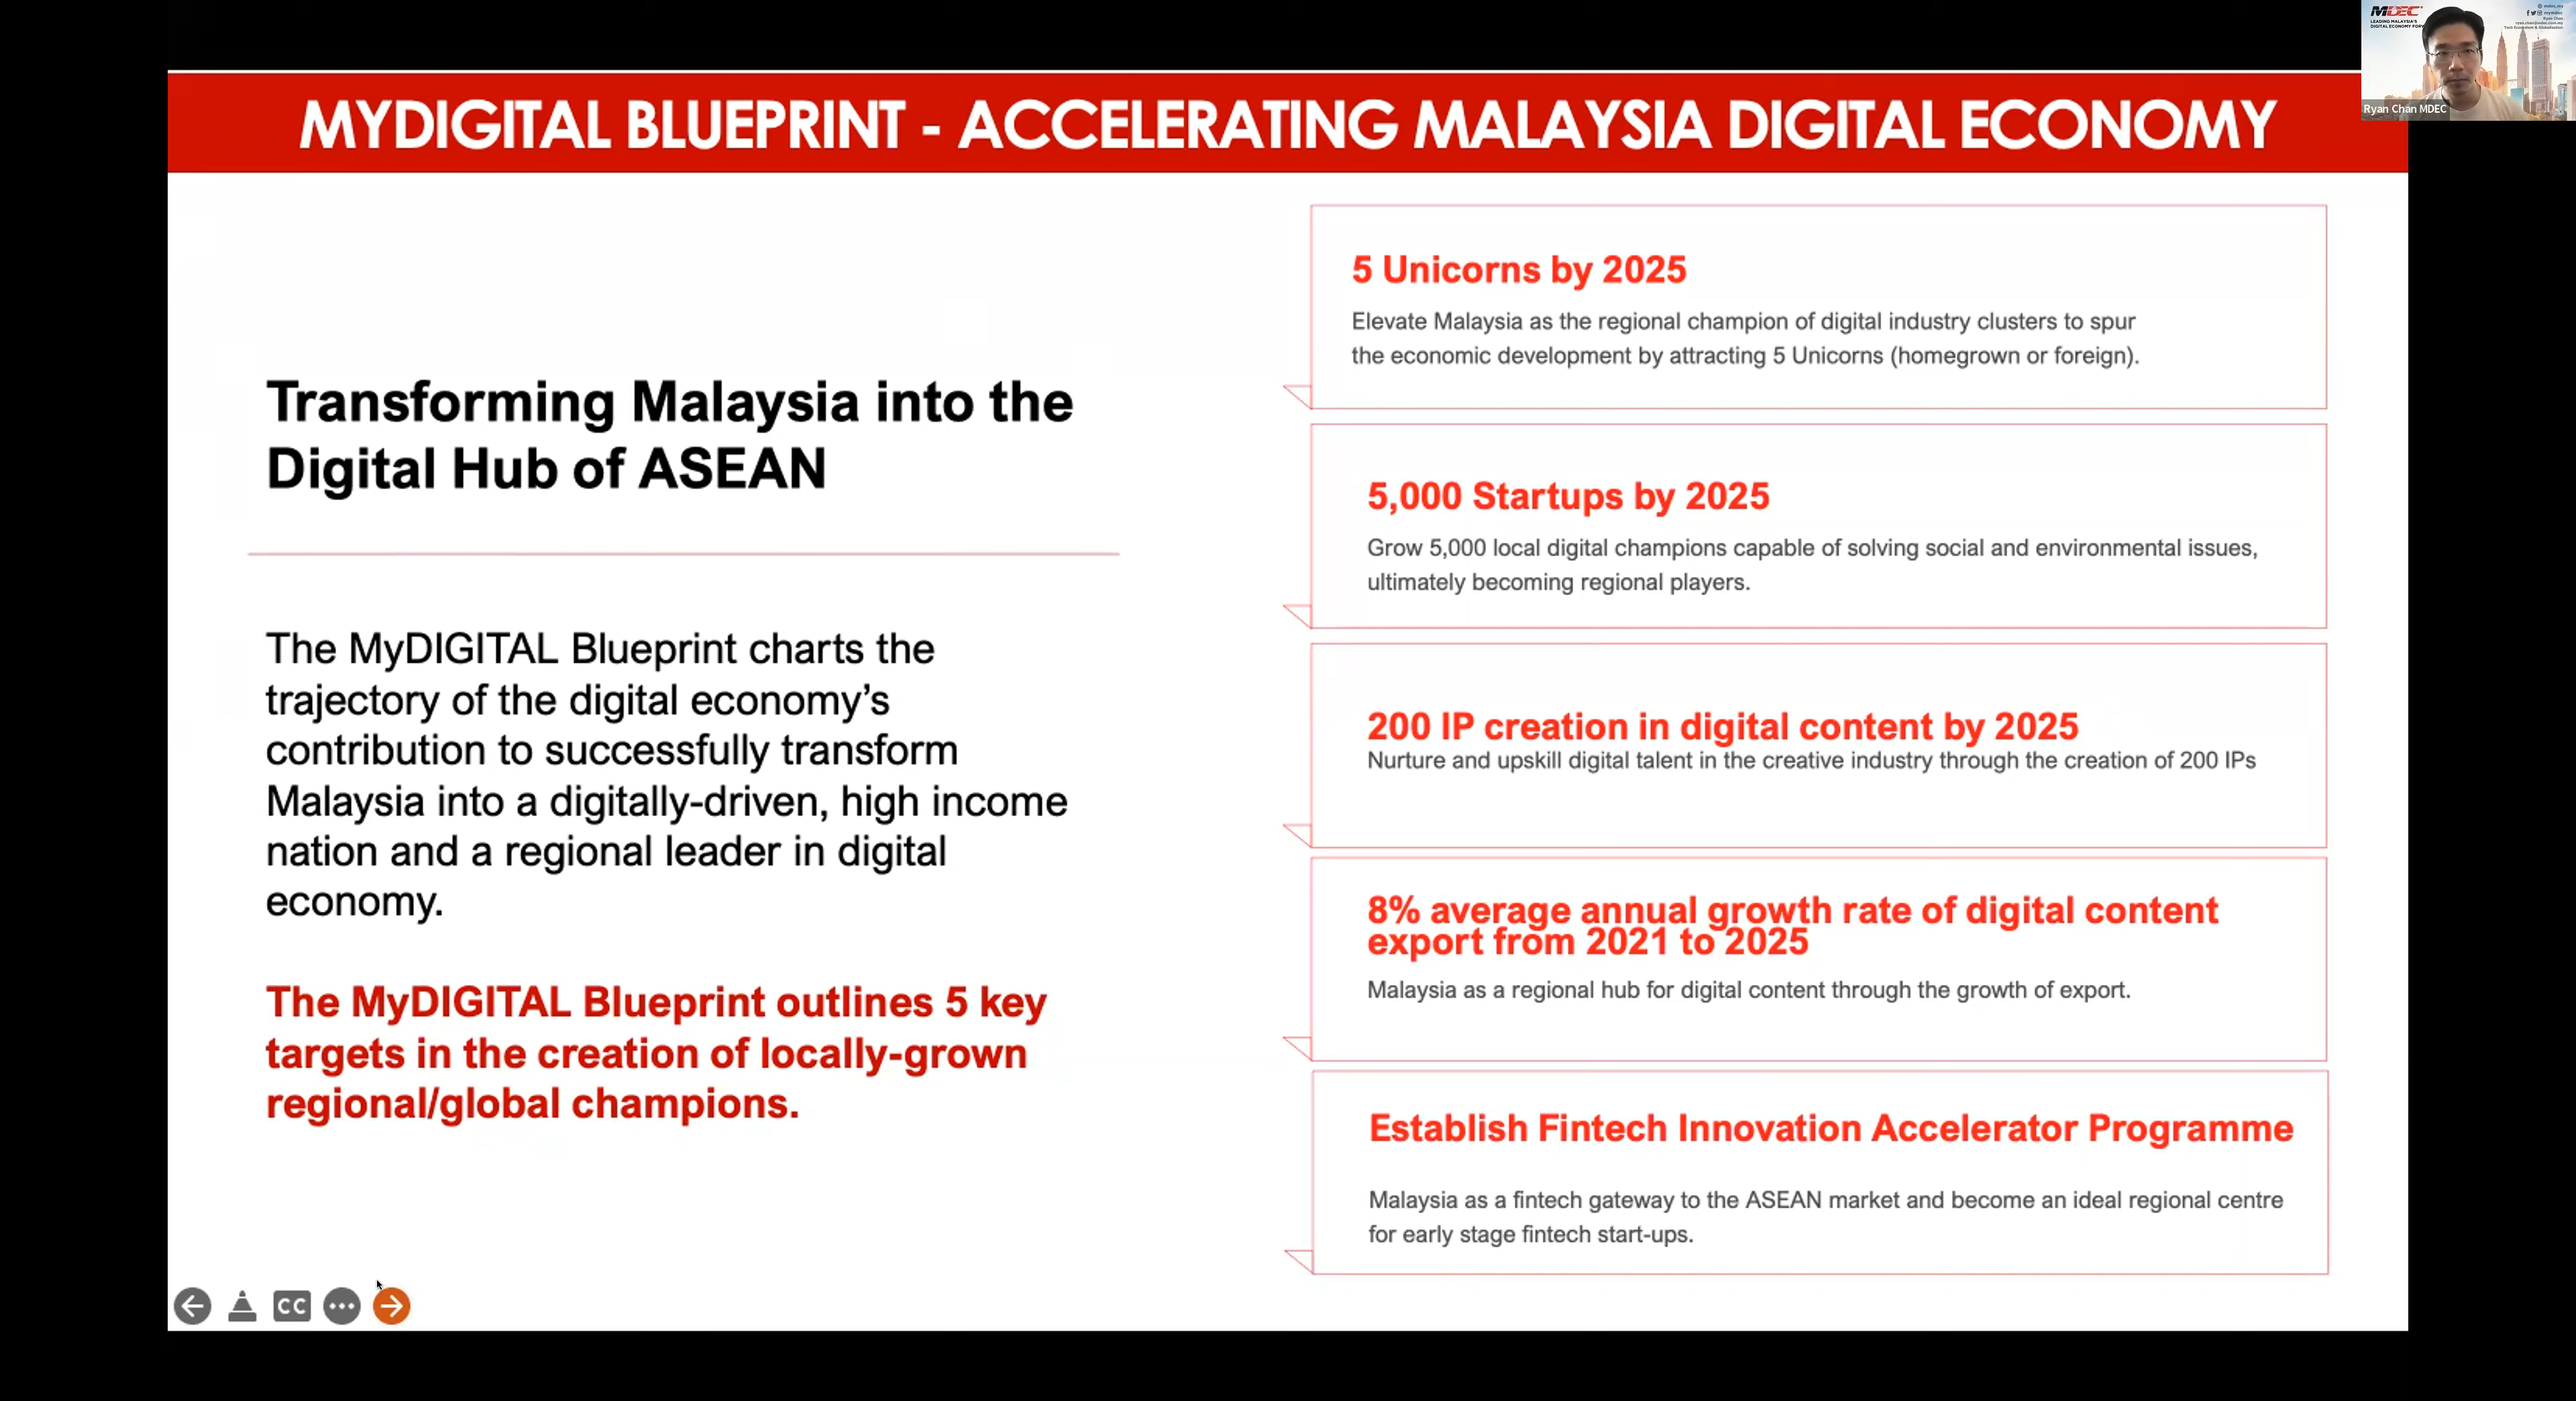 MYDIGITAL BLUEPRINT - ACCELERATING MALAYSIA DIGITAL ECONOMY
Transforming Malaysia into the
Digital Hub of ASEAN
The MyDIGITAL Blueprint charts the
trajectory of the digital economy’s
contribution to successfully transform
Malaysia into a digitally-driven, high income
nation and a regional leader in digital
economy.
The MyDIGITAL Blueprint outlines 5 key
targets in the creation of locally-grown
regional/global champions.
5 Unicorns by 2025
Elevate Malaysia as the regional champion of digital industry clusters to spur
the economic development by attracting 5 Unicorns (homegrown or foreign).
5,000 Startups by 2025
Grow 5,000 local digital champions capable of solving social and environmental issues,
ultimately becoming regional players.
200 IP creation in digital content by 2025
Nurture and upskill digital talent in the creative industry through the creation of 200 IPs
8% average annual growth rate of digital content
export from 2021 to 2025
Malaysia as a regional hub for digital content through the growth of export.
Establish Fintech Innovation Accelerator Programme
Malaysia as a fintech gateway to the ASEAN market and become an ideal regional centre
for early stage fintech start-ups.
CC
MDEC
LEADING MALAYSIA'S
DIGITAL ECONOMY
Ryan Chan
Ryan Chan MDEC